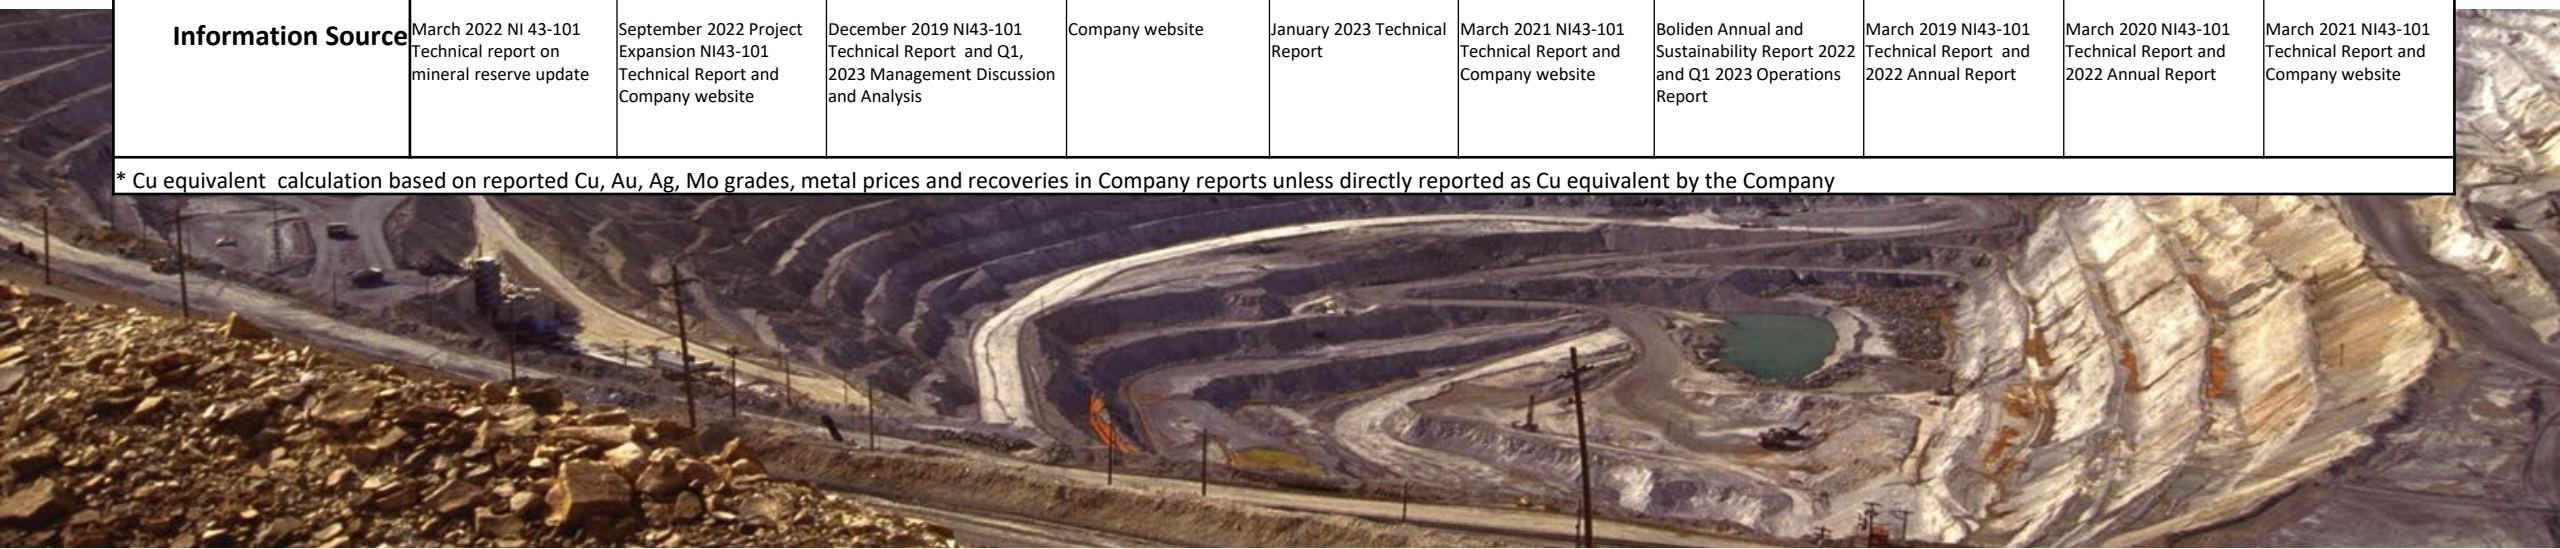 Information Source
March 2022 NI 43-101
Technical report on
mineral reserve update
September 2022 Project
Expansion NI43-101
Technical Report and
Company website
December 2019 NI43-101
Technical Report  and Q1,
2023 Management Discussion
and Analysis
Company website
January 2023 Technical
Report
March 2021 NI43-101
Technical Report and
Company website
Boliden Annual and
Sustainability Report 2022
and Q1 2023 Operations
Report
March 2019 NI43-101
Technical Report  and
2022 Annual Report
March 2020 NI43-101
Technical Report and
2022 Annual Report
March 2021 NI43-101
Technical Report and
Company website
* Cu equivalent  calculation based on reported Cu, Au, Ag, Mo grades, metal prices and recoveries in Company reports unless directly reported as Cu equivalent by the Company